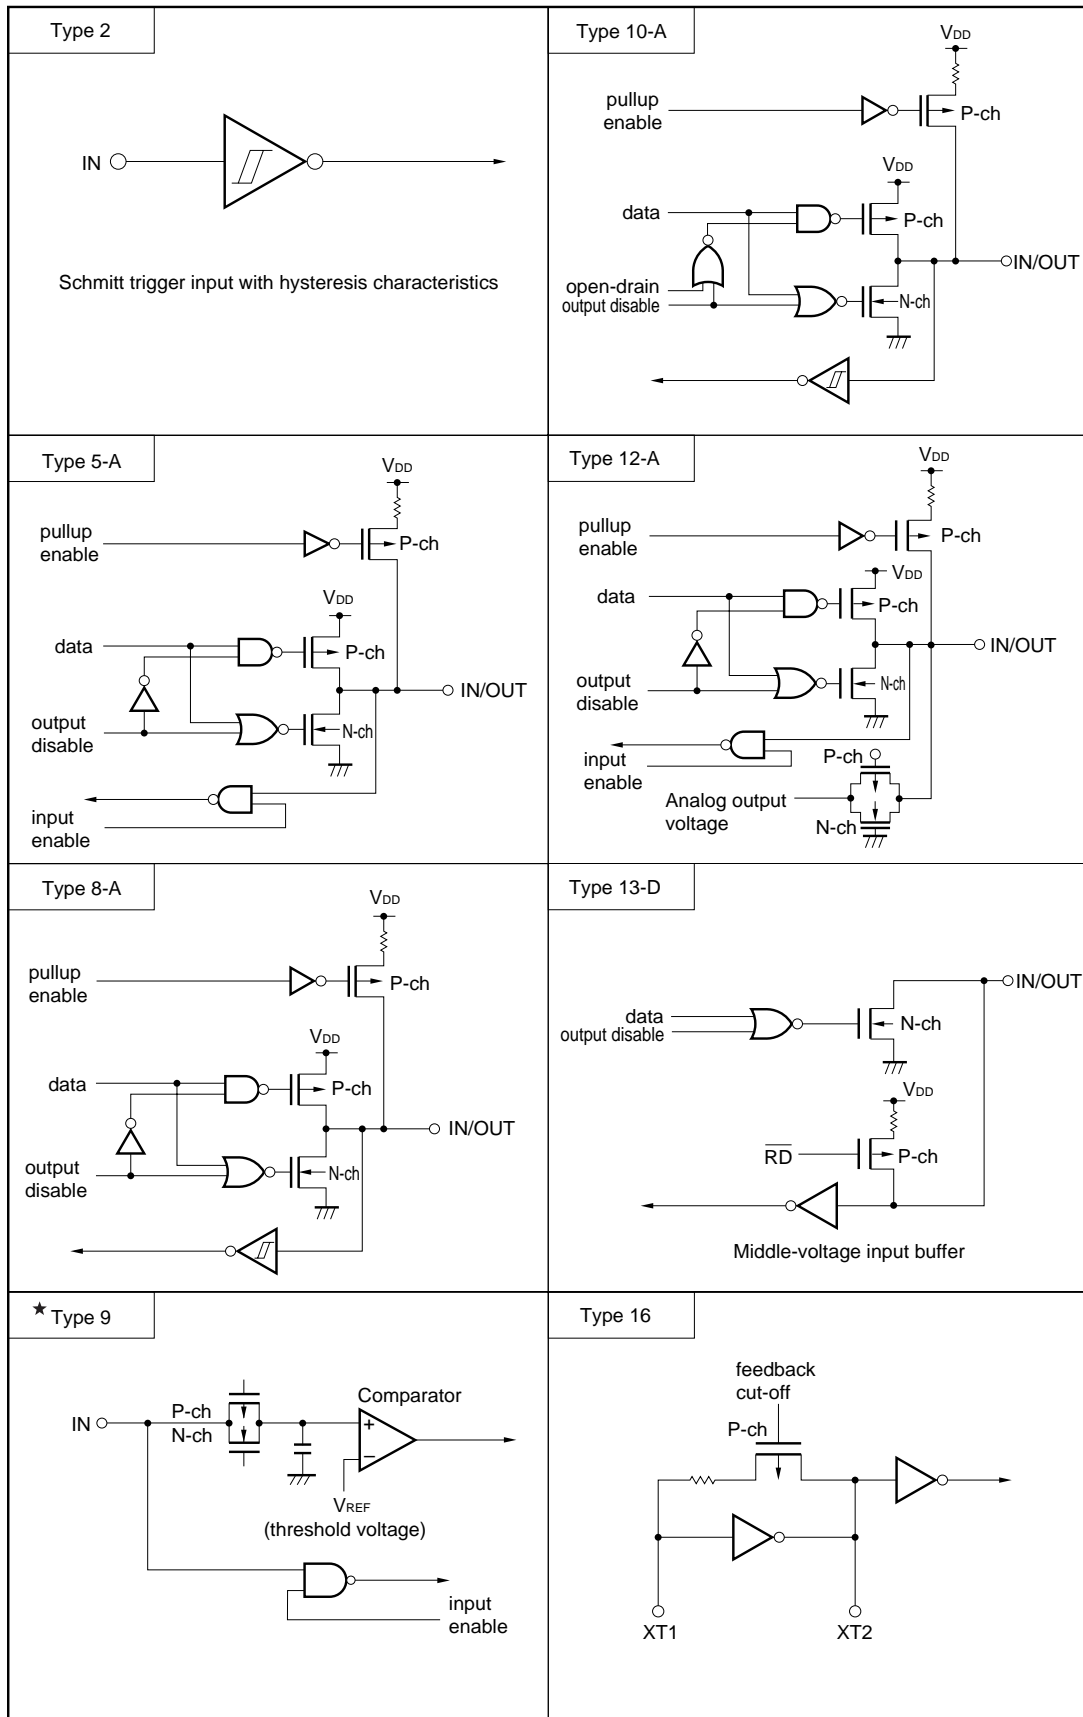 Type 2
IN
Schmitt trigger input with hysteresis characteristics
Type 10-A
VDD
pullup
enable
P-ch
VDD
data
P-ch
open-drain
output disable
IN/OUT
N-ch
Type 5-A
VDD
pullup
enable
P-ch
VDD
data
P-ch
IN/OUT
output
disable
N-ch
input
enable
Type 12-A
VDD
pullup
enable
P-ch
VDD
data
P-ch
IN/OUT
output
disable
N-ch
input
enable
P-ch
Analog output
voltage
N-ch
Type 8-A
VDD
pullup
enable
P-ch
VDD
data
P-ch
IN/OUT
output
disable
N-ch
Type 13-D
IN/OUT
data
output disable
N-ch
VDD
RD
P-ch
Middle-voltage input buffer
★ Type 9
Comparator
IN
P-ch
N-ch
+
−
VREF
(threshold voltage)
input
enable
Type 16
feedback
cut-off
P-ch
XT1
XT2